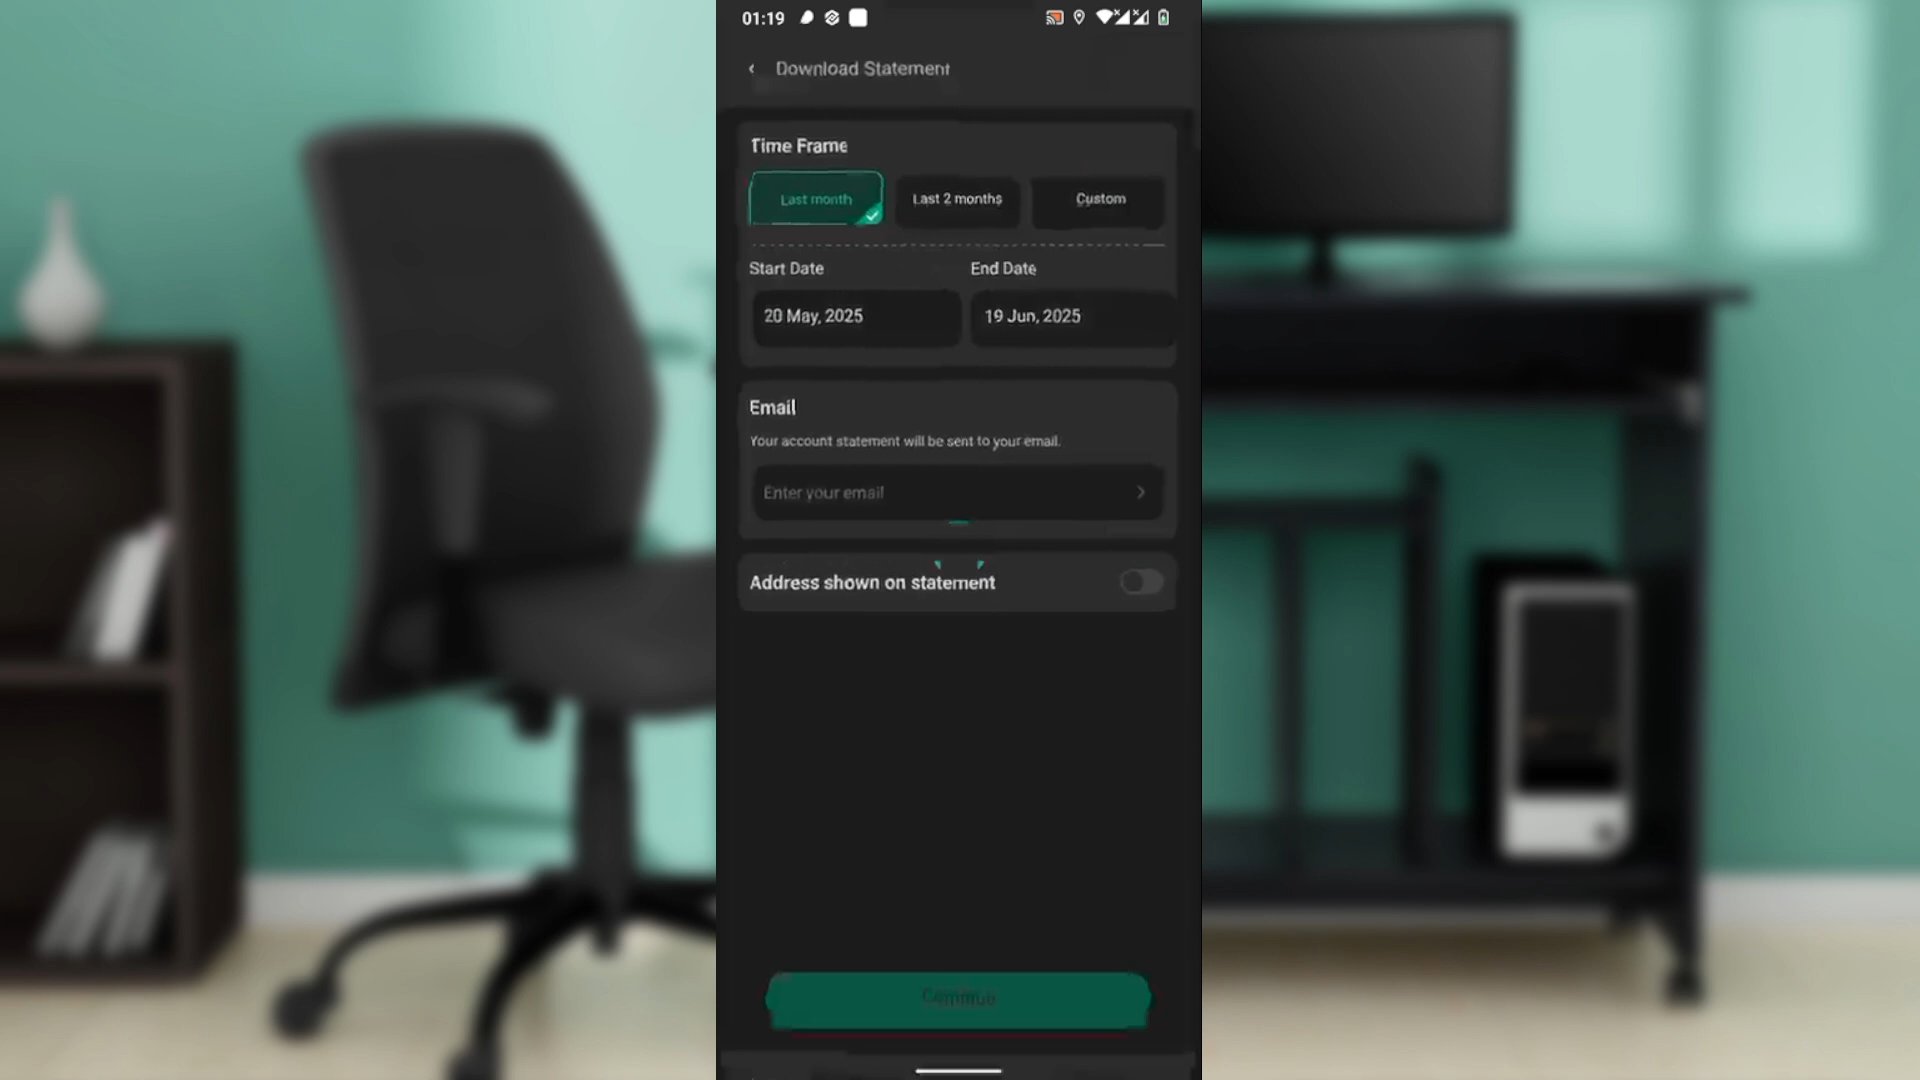 01:19
Download Statement
Time Frame
Last month
Last 2 months
Custom
Start Date
End Date
20 May, 2025
19 Jun, 2025
Email
Your account statement will be sent to your email.
Enter your email
Address shown on statement
Continue